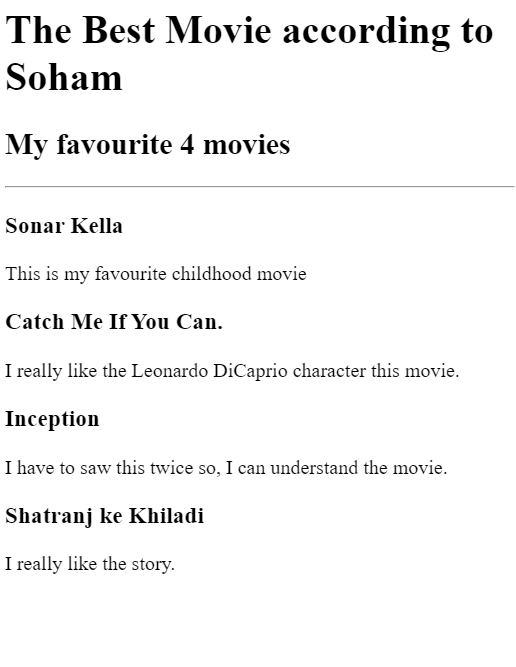 The Best Movie according to
Soham
My favourite 4 movies
Sonar Kella
This is my favourite childhood movie
Catch Me If You Can.
I really like the Leonardo DiCaprio character this movie.
Inception
I have to saw this twice so, I can understand the movie.
Shatranj ke Khiladi
I really like the story.